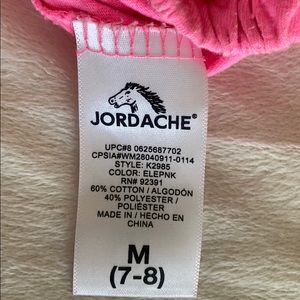 JORDACHE®
UPC#8 0625687702
CPSIA#WM28040911-0114
STYLE: K2985
COLOR: ELEPNK
RN# 92391
60% COTTON / ALGODÓN
40% POLYESTER /
POLIÉSTER
MADE IN / HECHO EN
CHINA
M
(7-8)